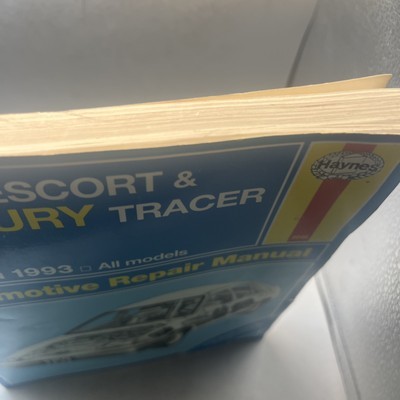 ESCORT &
URY TRACER
1993 □ All models
motive Repair Manual
Haynes